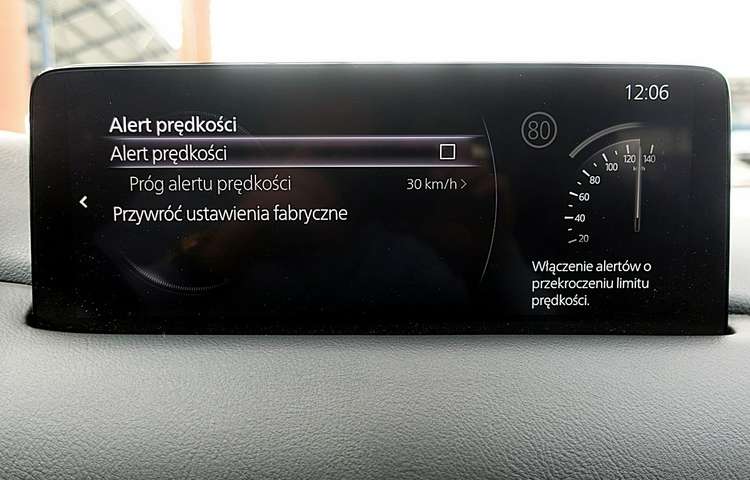 12:06
Alert prędkości
Alert prędkości
Próg alertu prędkości 30 km/h >
Przywróć ustawienia fabryczne
80
20
40
60
80
100
120
140
km/h
Włączenie alertów o
przekroczeniu limitu
prędkości.